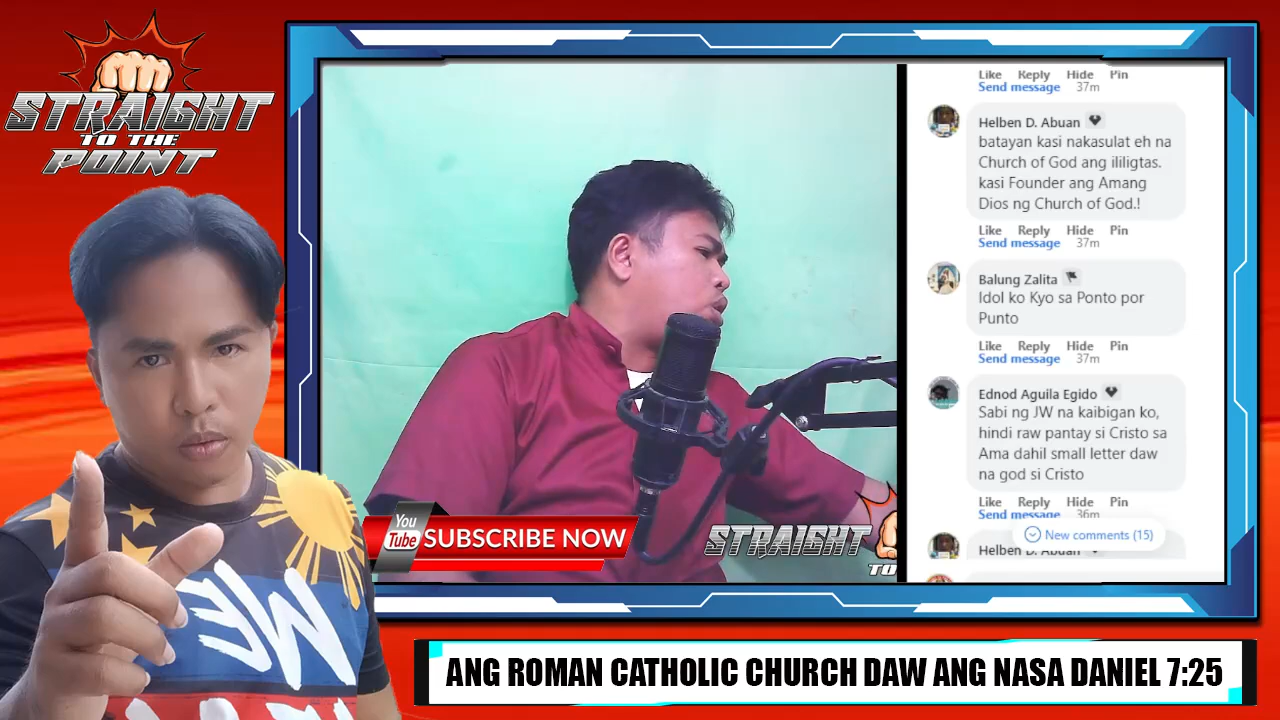 STRAIGHT
TO THE
POINT
Like Reply Hide Pin
Send message 37m
Helben D. Abuan
batayan kasi nakasulat eh na
Church of God ang ililigtas.
kasi Founder ang Amang
Dios ng Church of God.!
Like Reply Hide Pin
Send message 37m
Balung Zalita
Idol ko Kyo sa Ponto por
Punto
Like Reply Hide Pin
Send message 37m
Ednod Aguila Egido
Sabi ng JW na kaibigan ko,
hindi raw pantay si Cristo sa
Ama dahil small letter daw
na god si Cristo
Like Reply Hide Pin
Send message 36m
New comments (15)
Helben D. Abuan
You
Tube
SUBSCRIBE NOW
STRAIGHT
TO
ME
ANG ROMAN CATHOLIC CHURCH DAW ANG NASA DANIEL 7:25